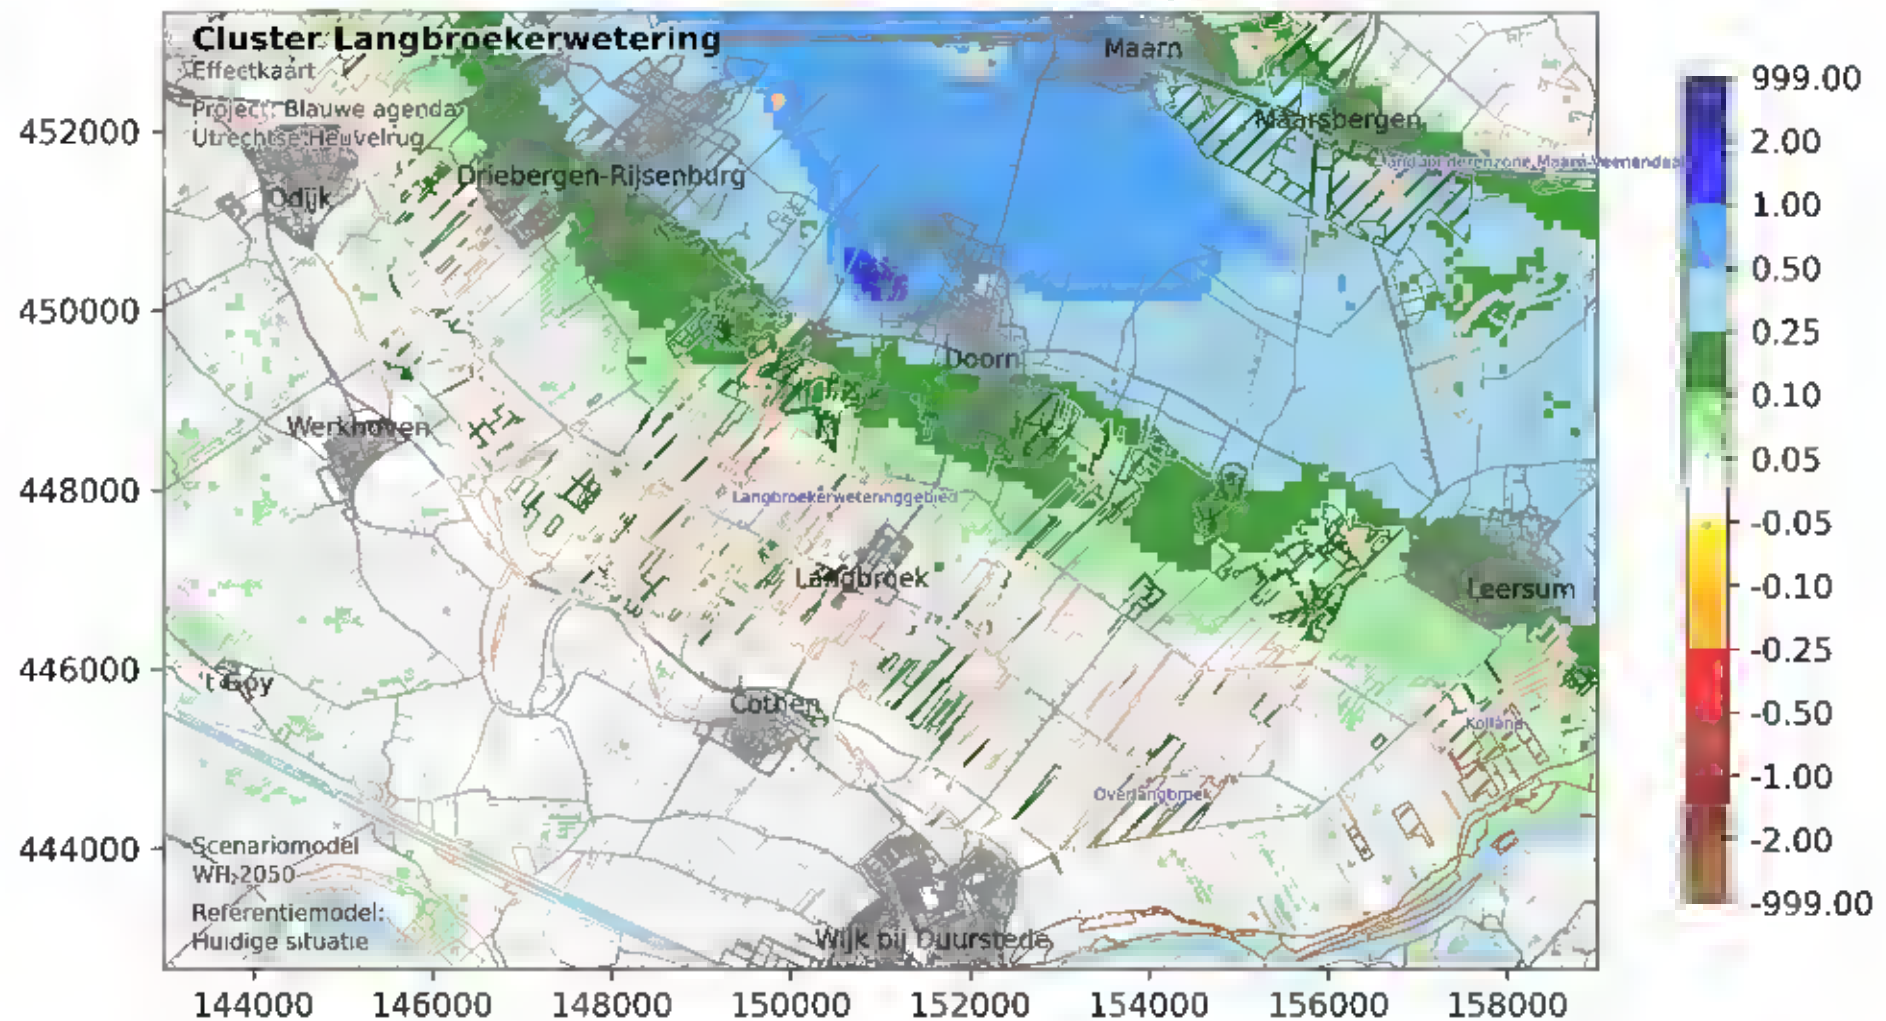 Cluster Langbroekerwetering
Effectkaart
Project: Blauwe agenda
Utrechtse Heuvelrug
Maarn
Maarsbergen
Driebergen-Rijsenburg
Odijk
Doorn
Werkhoven
Langbroekerweteringgebied
Langbroek
Leersum
't Goy
Cothen
Kolland
Overlangbroek
Wijk bij Duurstede
Scenariomodel
WH,2050
Referentiemodel:
Huidige situatie
452000
450000
448000
446000
444000
144000 146000 148000 150000 152000 154000 156000 158000
999.00
2.00
1.00
0.50
0.25
0.10
0.05
-0.05
-0.10
-0.25
-0.50
-1.00
-2.00
-999.00